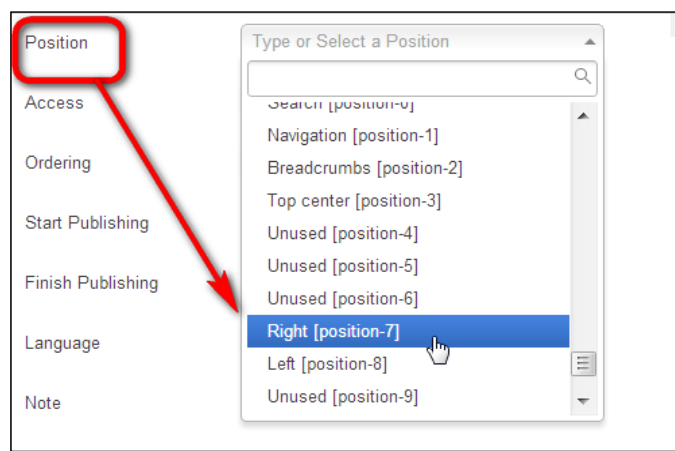 Position
Type or Select a Position
Access
Search [position-0]
Navigation [position-1]
Ordering
Breadcrumbs [position-2]
Top center [position-3]
Start Publishing
Unused [position-4]
Unused [position-5]
Finish Publishing
Unused [position-6]
Right [position-7]
Language
Left [position-8]
Note
Unused [position-9]